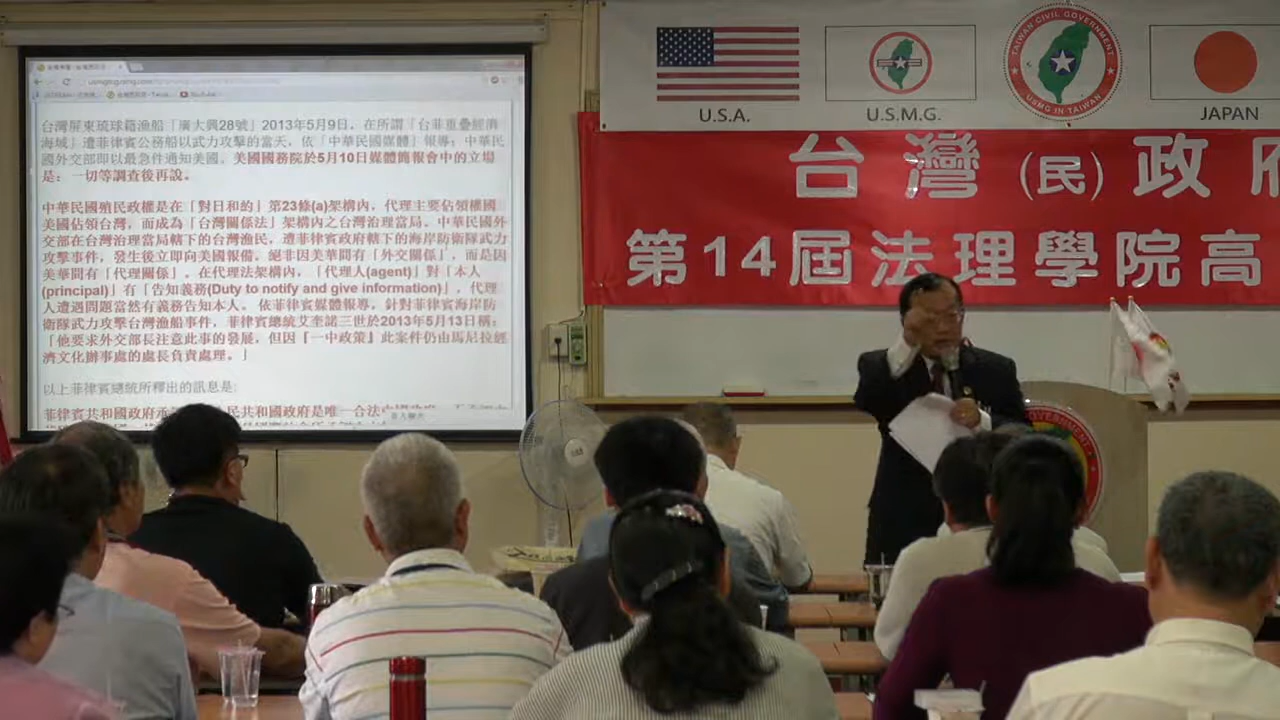 台灣屏東琉球籍漁船「廣大興28號」2013年5月9日，在所謂「台菲重疊經濟
海域」遭菲律賓公務船以武力攻擊的當天，依「中華民國媒體」報導：中華民
國外交部即以最急件通知美國。美國國務院於5月10日媒體簡報會中的立場
是：一切等調查後再說。
中華民國殖民政權是在「對日和約」第23條(a)架構內，代理主要佔領權國
美國佔領台灣，而成為「台灣關係法」架構內之台灣治理當局。中華民國外
交部在台灣治理當局轄下的台灣漁民，遭菲律賓政府轄下的海岸防衛隊武力
攻擊事件，發生後立即向美國報備，絕非因美華間有「外交關係」，而是因
美華間有「代理關係」。在代理法架構內，「代理人(agent)」對「本人
(principal)」有「告知義務(Duty to notify and give information)」，代理
人遭遇問題當然有義務告知本人。依菲律賓媒體報導，針對菲律賓海岸防
衛隊武力攻擊台灣漁船事件，菲律賓總統艾奎諾三世於2013年5月13日稱：
「他要求外交部長注意此事的發展，但因『一中政策』此案件仍由馬尼拉經
濟文化辦事處的處長負責處理。」
以上菲律賓總統所釋出的訊息是:
菲律賓共和國政府承
U.S.A.
U.S.M.G.
TAIWAN CIVIL GOVERNMENT
USMG IN TAIWAN
JAPAN
台灣(民)政府
第14屆法理學院高
GOVERNMENT